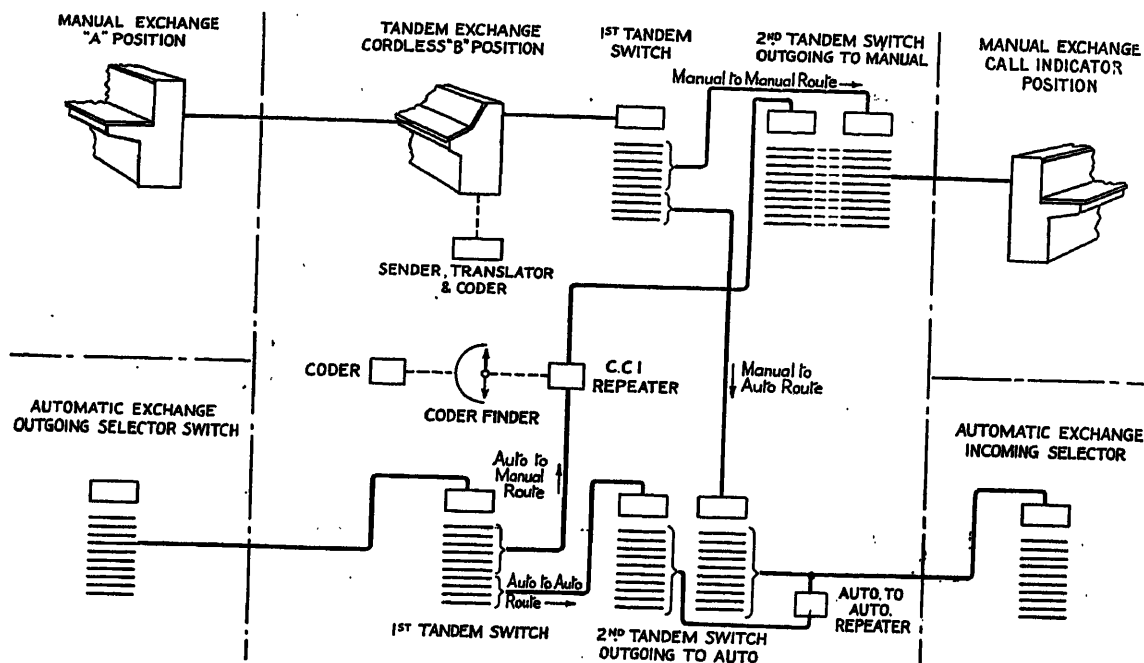 MANUAL EXCHANGE
"A" POSITION
TANDEM EXCHANGE
CORDLESS "B" POSITION
1ST TANDEM
SWITCH
2ND TANDEM SWITCH
OUTGOING TO MANUAL
MANUAL EXCHANGE
CALL INDICATOR
POSITION
Manual to Manual Route
SENDER, TRANSLATOR
& CODER
CODER
CODER FINDER
C.C I
REPEATER
Manual to
Auto Route
AUTOMATIC EXCHANGE
OUTGOING SELECTOR SWITCH
AUTOMATIC EXCHANGE
INCOMING SELECTOR
Auto to
Manual
Route
Auto to Auto
Route
1ST TANDEM SWITCH
2ND TANDEM SWITCH
OUTGOING TO AUTO
AUTO. TO
AUTO.
REPEATER